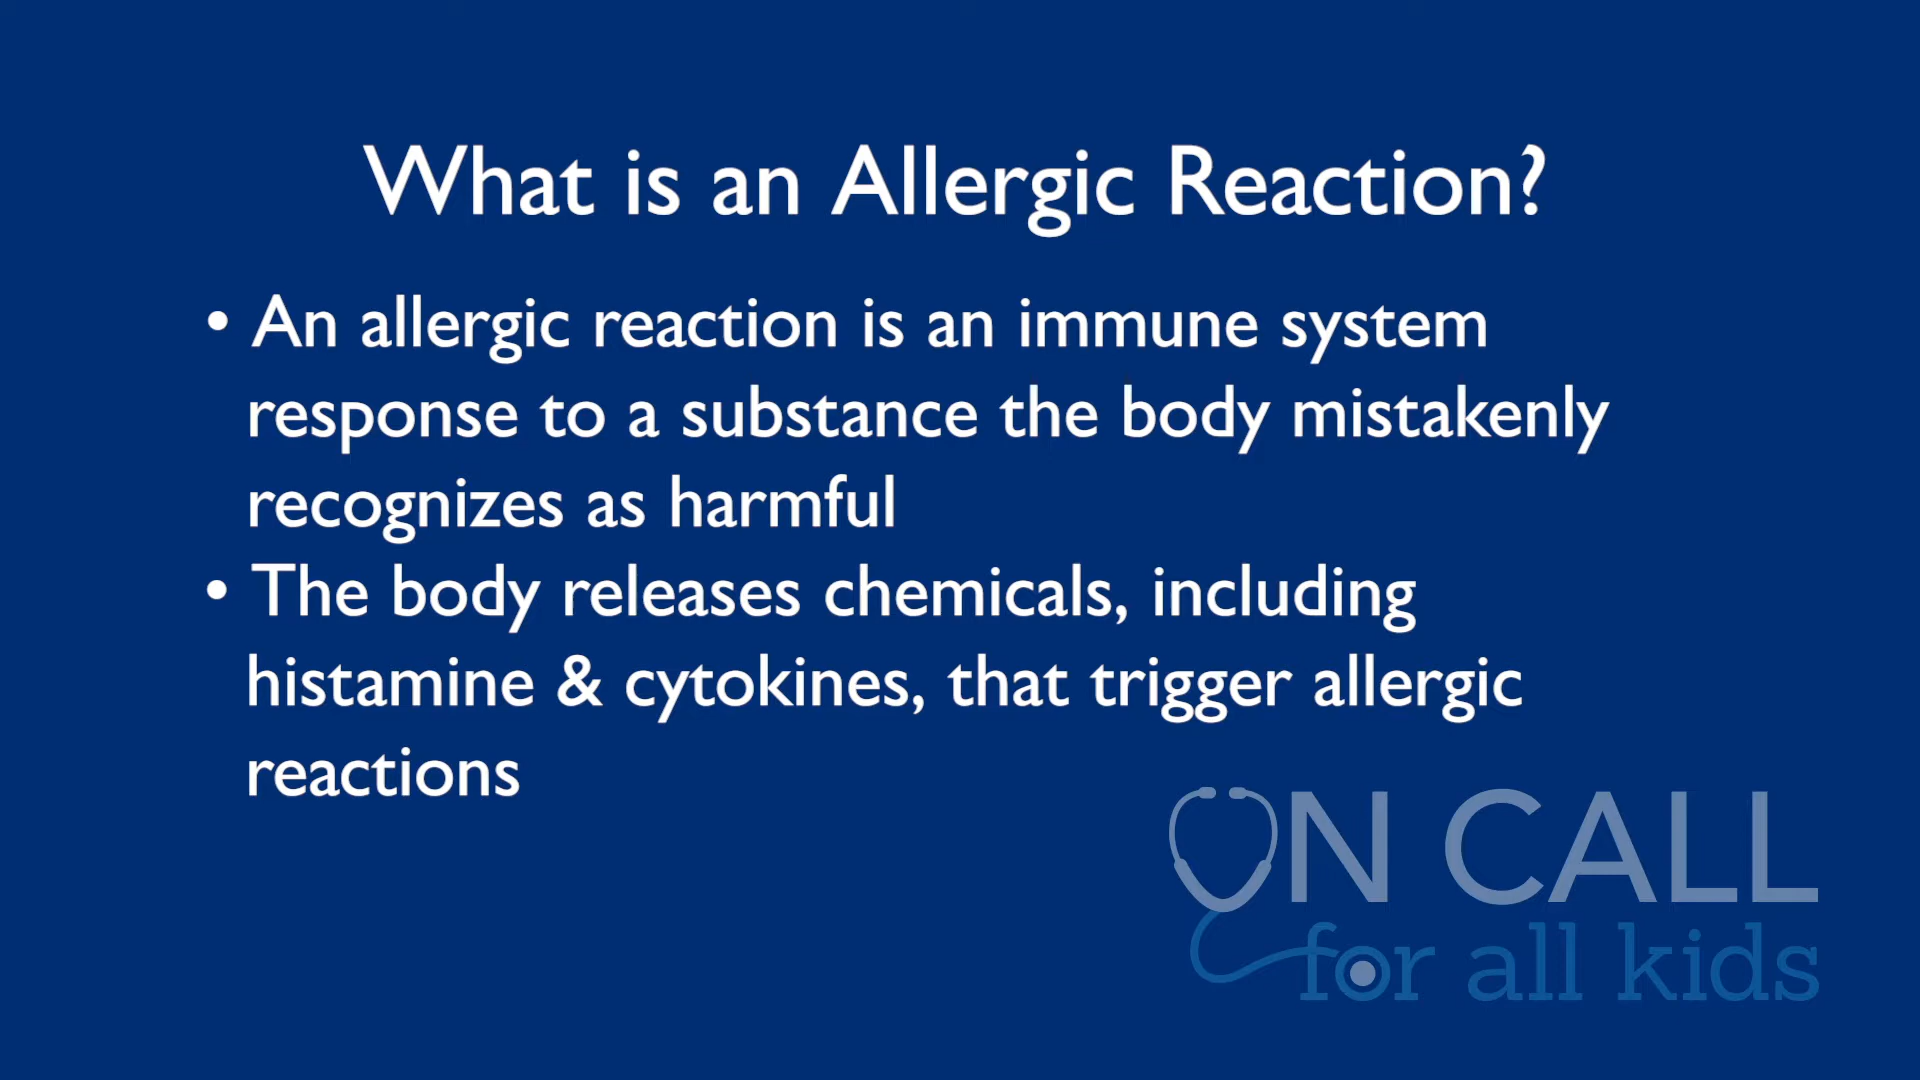 What is an Allergic Reaction?
• An allergic reaction is an immune system
response to a substance the body mistakenly
recognizes as harmful
• The body releases chemicals, including
histamine & cytokines, that trigger allergic
reactions
ON CALL
for all kids